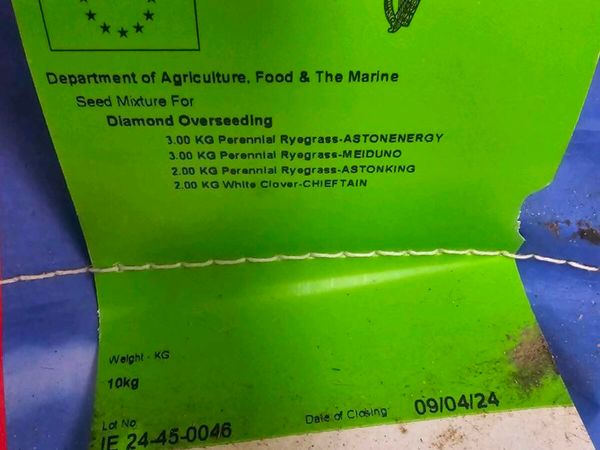 Department of Agriculture, Food & The Marine
Seed Mixture For
Diamond Overseeding
3.00 KG Perennial Ryegrass-ASTONENERGY
3.00 KG Perennial Ryegrass-MEIDUNO
2.00 KG Perennial Ryegrass-ASTONKING
2.00 KG White Clover-CHIEFTAIN
Weight - KG
10kg
Lot No
IE 24-45-0046
Date of Closing
09/04/24